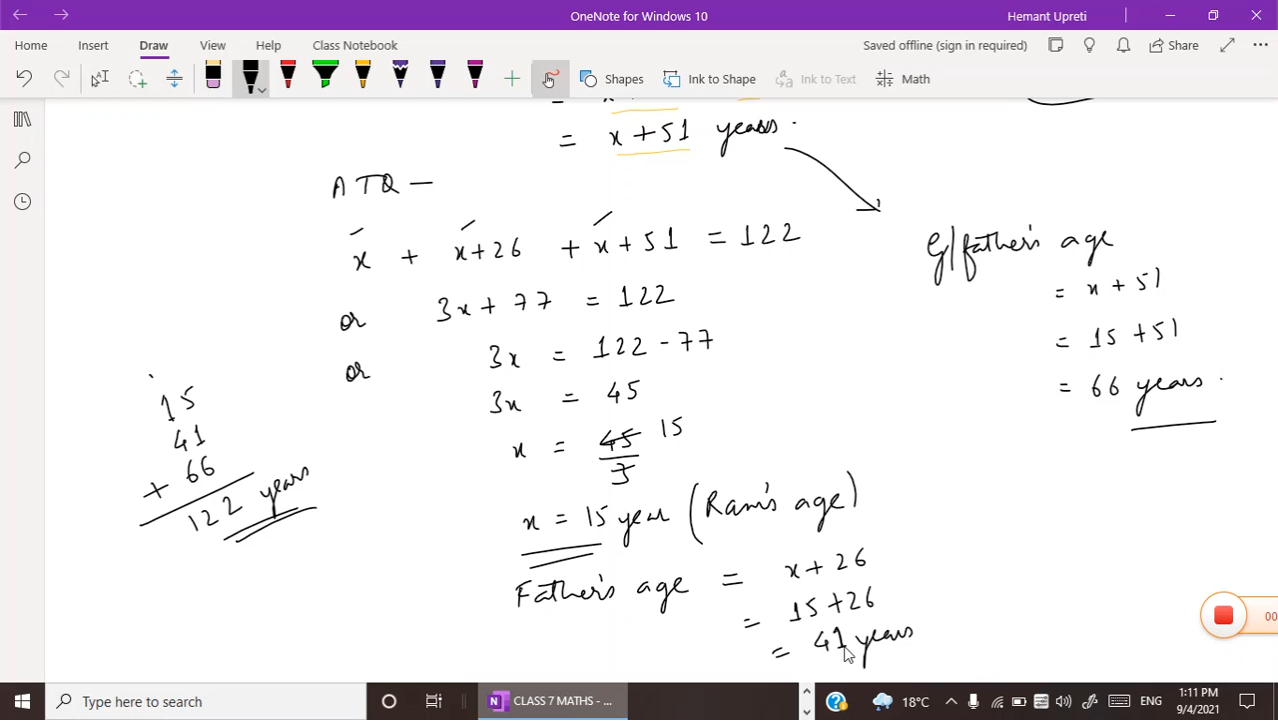 OneNote for Windows 10
Hemant Upreti
Home Insert Draw View Help Class Notebook
Saved offline (sign in required)
Share
Shapes
Ink to Shape
Ink to Text
Math
= x + 51 years.
ATQ —
x + x+26 + x + 51 = 122
or 3x + 77 = 122
or 3x = 122 - 77
3x = 45
x = 45/3 15
x = 15 year (Ram's age)
Father's age = x + 26
= 15 + 26
= 41 years
G/father's age
= x + 51
= 15 + 51
= 66 years.
15
41
+ 66
122 years
Type here to search
CLASS 7 MATHS - ...
18°C
ENG
1:11 PM
9/4/2021
00